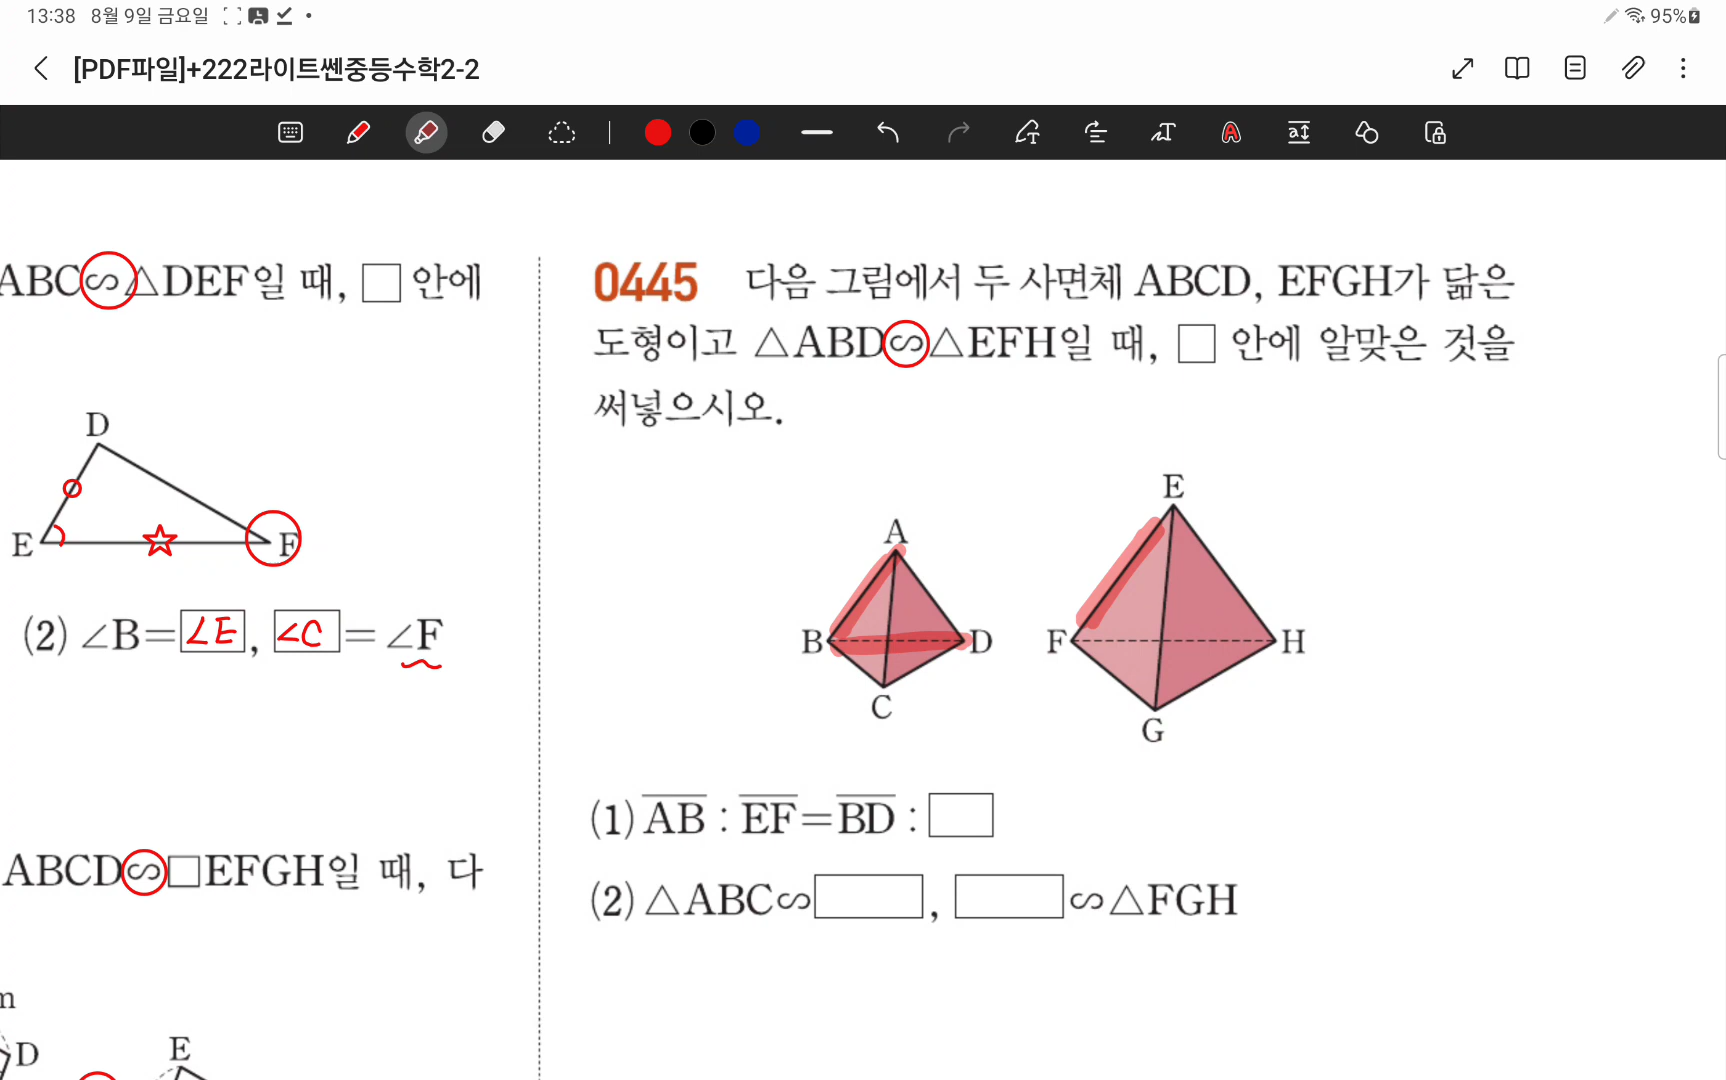 13:38 8월 9일 금요일
95%
[PDF파일]+222라이트쎈중등수학2-2
ABC∽△DEF일 때, □ 안에
D
E
F
(2) ∠B=∠E, ∠C=∠F
ABCD∽□EFGH일 때, 다
m
D
E
0445 다음 그림에서 두 사면체 ABCD, EFGH가 닮은
도형이고 △ABD∽△EFH일 때, □ 안에 알맞은 것을
써넣으시오.
A
B
D
C
E
F
H
G
(1) A̅B̅ : E̅F̅=B̅D̅ : □
(2) △ABC∽□, □∽△FGH